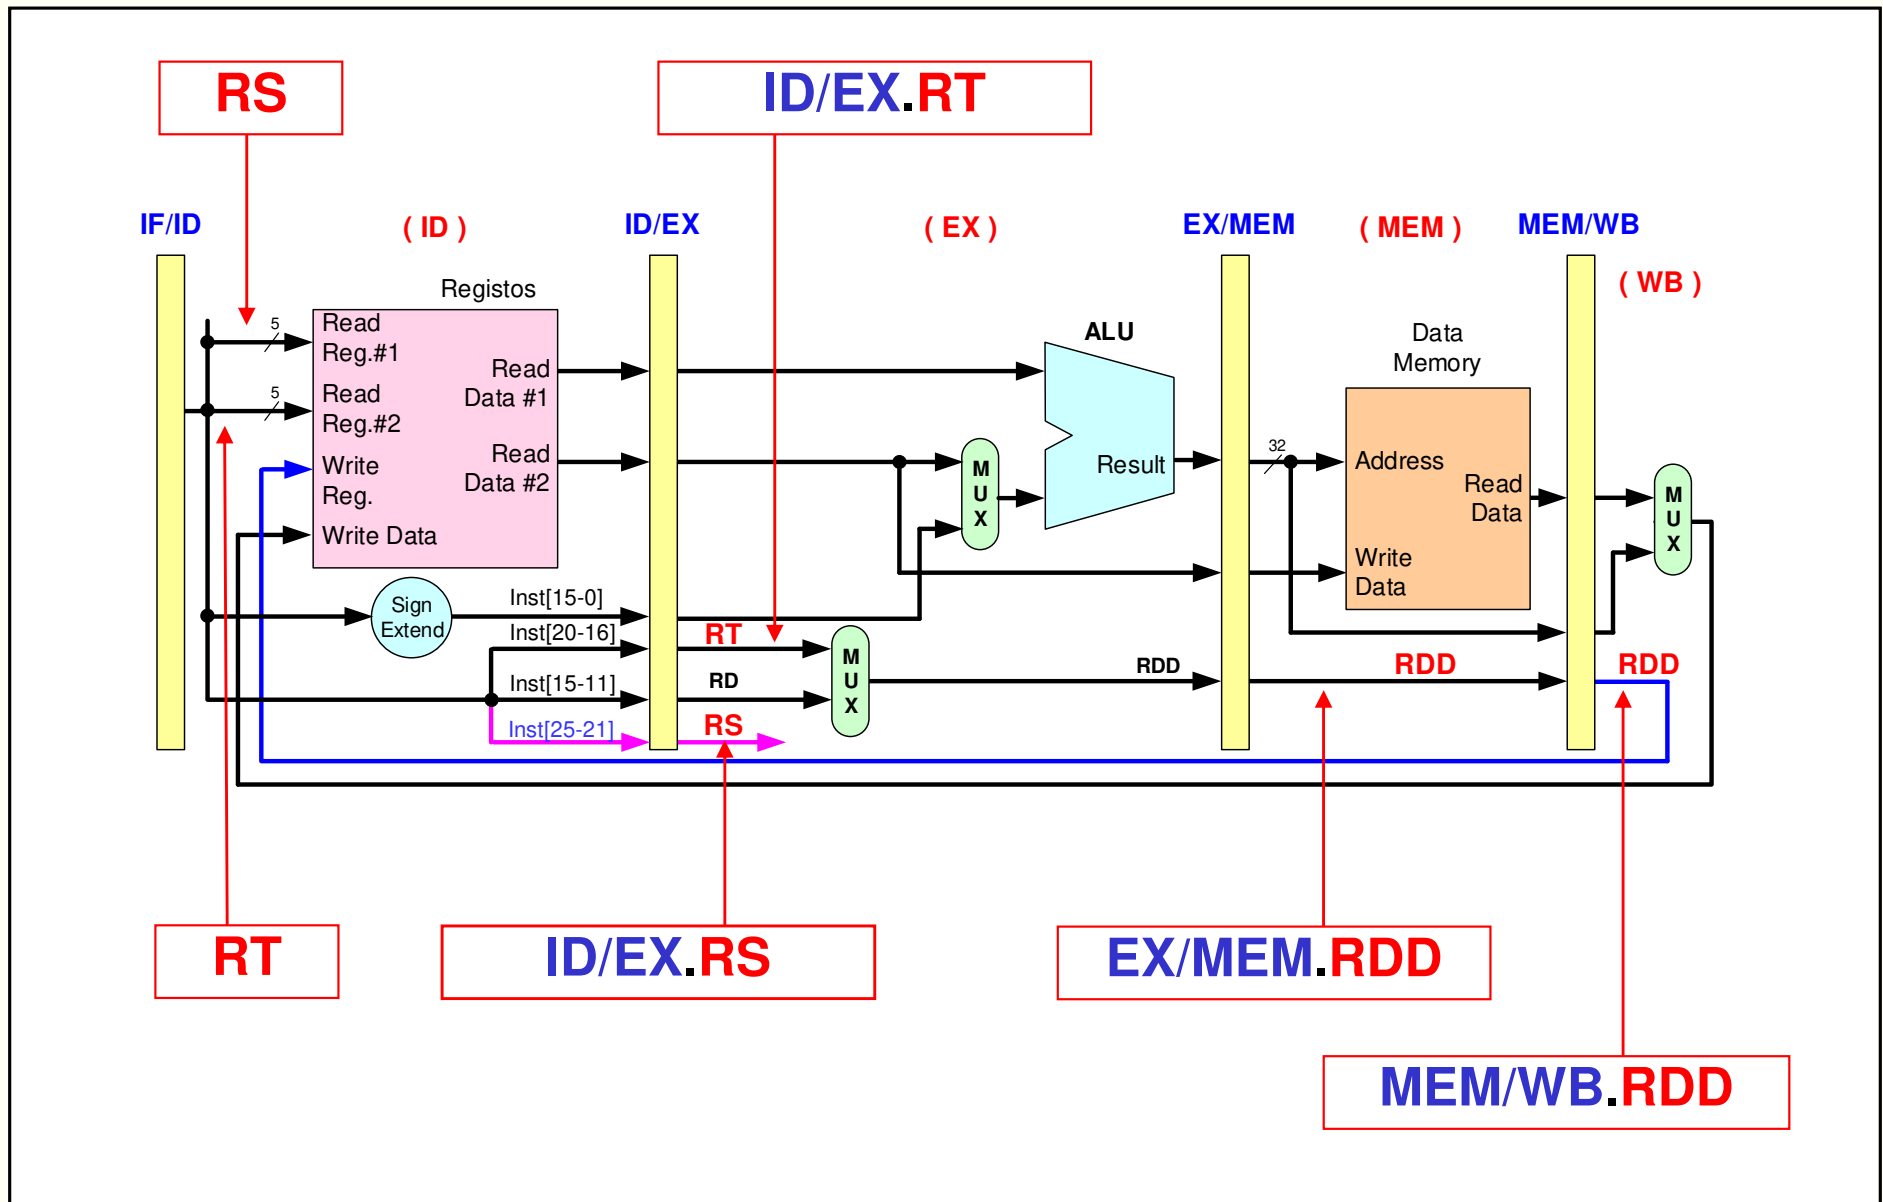 RS
ID/EX.RT
IF/ID
( ID )
ID/EX
( EX )
EX/MEM
( MEM )
MEM/WB
( WB )
Registos
5
Read
Reg.#1
5
Read
Reg.#2
Write
Reg.
Write Data
Read
Data #1
Read
Data #2
Sign
Extend
Inst[15-0]
Inst[20-16]
Inst[15-11]
Inst[25-21]
RT
RD
RS
M
U
X
M
U
X
ALU
Result
RDD
32
Data
Memory
Address
Read
Data
Write
Data
RDD
RDD
M
U
X
RT
ID/EX.RS
EX/MEM.RDD
MEM/WB.RDD